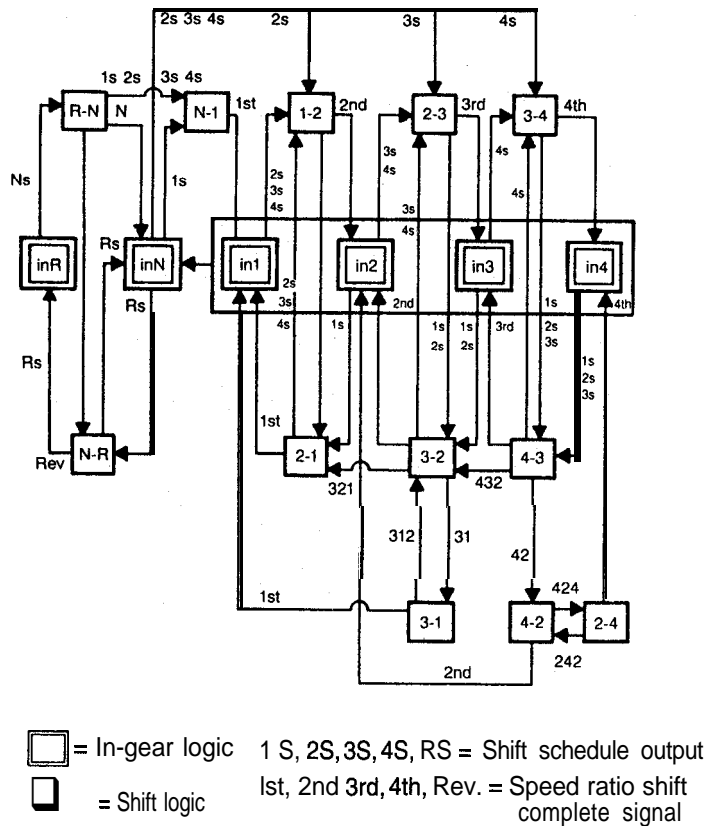 2s 3s 4s
2s
3s
4s
1s 2s
3s 4s
R-N
N
N-1
1st
1-2
2nd
2-3
3rd
3-4
4th
Ns
1s
2s
3s
4s
3s
4s
4s
4s
3s
4s
Rs
inR
inN
in1
in2
in3
in4
Rs
2s
3s
4s
1s
2nd
1s
2s
1s
2s
3rd
1s
2s
3s
4th
1s
2s
3s
Rs
1st
Rev
N-R
2-1
321
3-2
432
4-3
312
31
42
1st
3-1
4-2
424
2-4
242
2nd
= In-gear logic
1 S, 2S, 3S, 4S, RS = Shift schedule output
= Shift logic
Ist, 2nd 3rd, 4th, Rev. = Speed ratio shift
complete signal